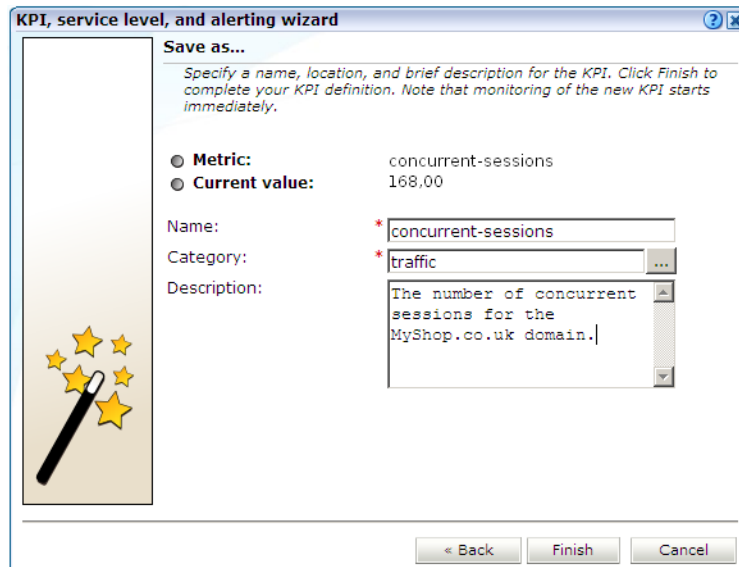 KPI, service level, and alerting wizard
?
Save as...
Specify a name, location, and brief description for the KPI. Click Finish to
complete your KPI definition. Note that monitoring of the new KPI starts
immediately.
Metric: concurrent-sessions
Current value: 168,00
Name: * concurrent-sessions
Category: * traffic ...
Description: The number of concurrent
sessions for the
MyShop.co.uk domain.
« Back Finish Cancel